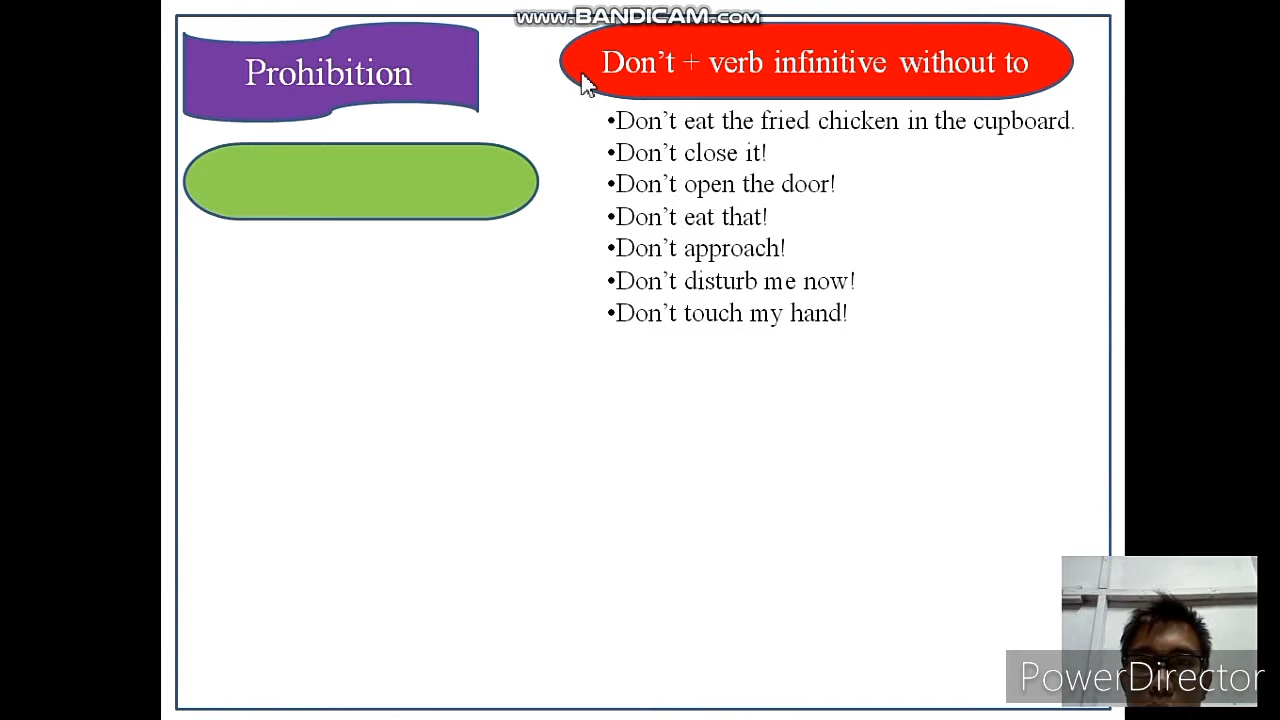 www.BANDICAM.com
Prohibition
Don't + verb infinitive without to
•Don't eat the fried chicken in the cupboard.
•Don't close it!
•Don't open the door!
•Don't eat that!
•Don't approach!
•Don't disturb me now!
•Don't touch my hand!
PowerDirector